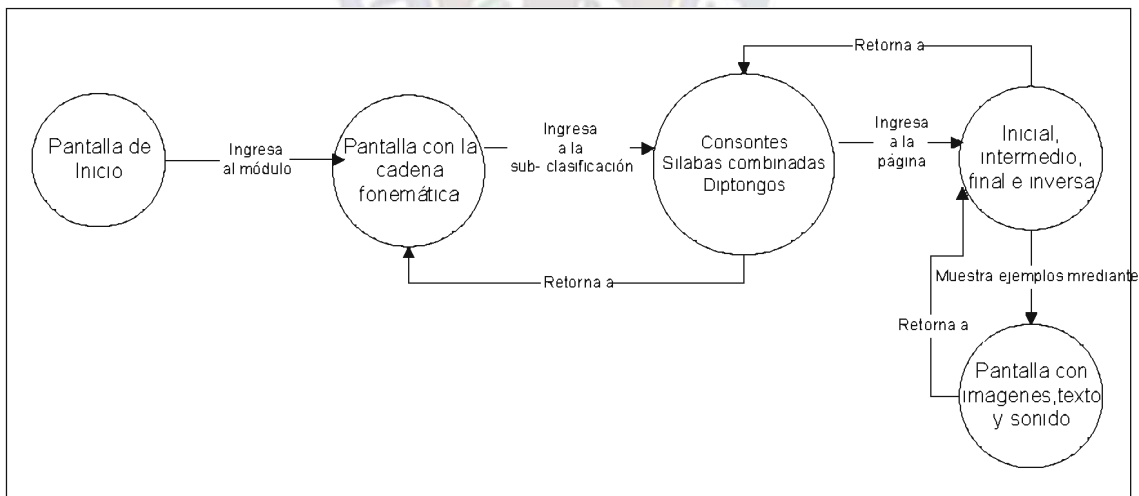 Pantalla de
Inicio
Ingresa
al módulo
Pantalla con la
cadena
fonemática
Ingresa
a la
sub- clasificación
Consontes
Silabas combinadas
Diptongos
Ingresa
a la
página
Inicial,
intermedio,
final e inversa
Retorna a
Retorna a
Muestra ejemplos mrediante
Retorna a
Pantalla con
imagenes,texto
y sonido